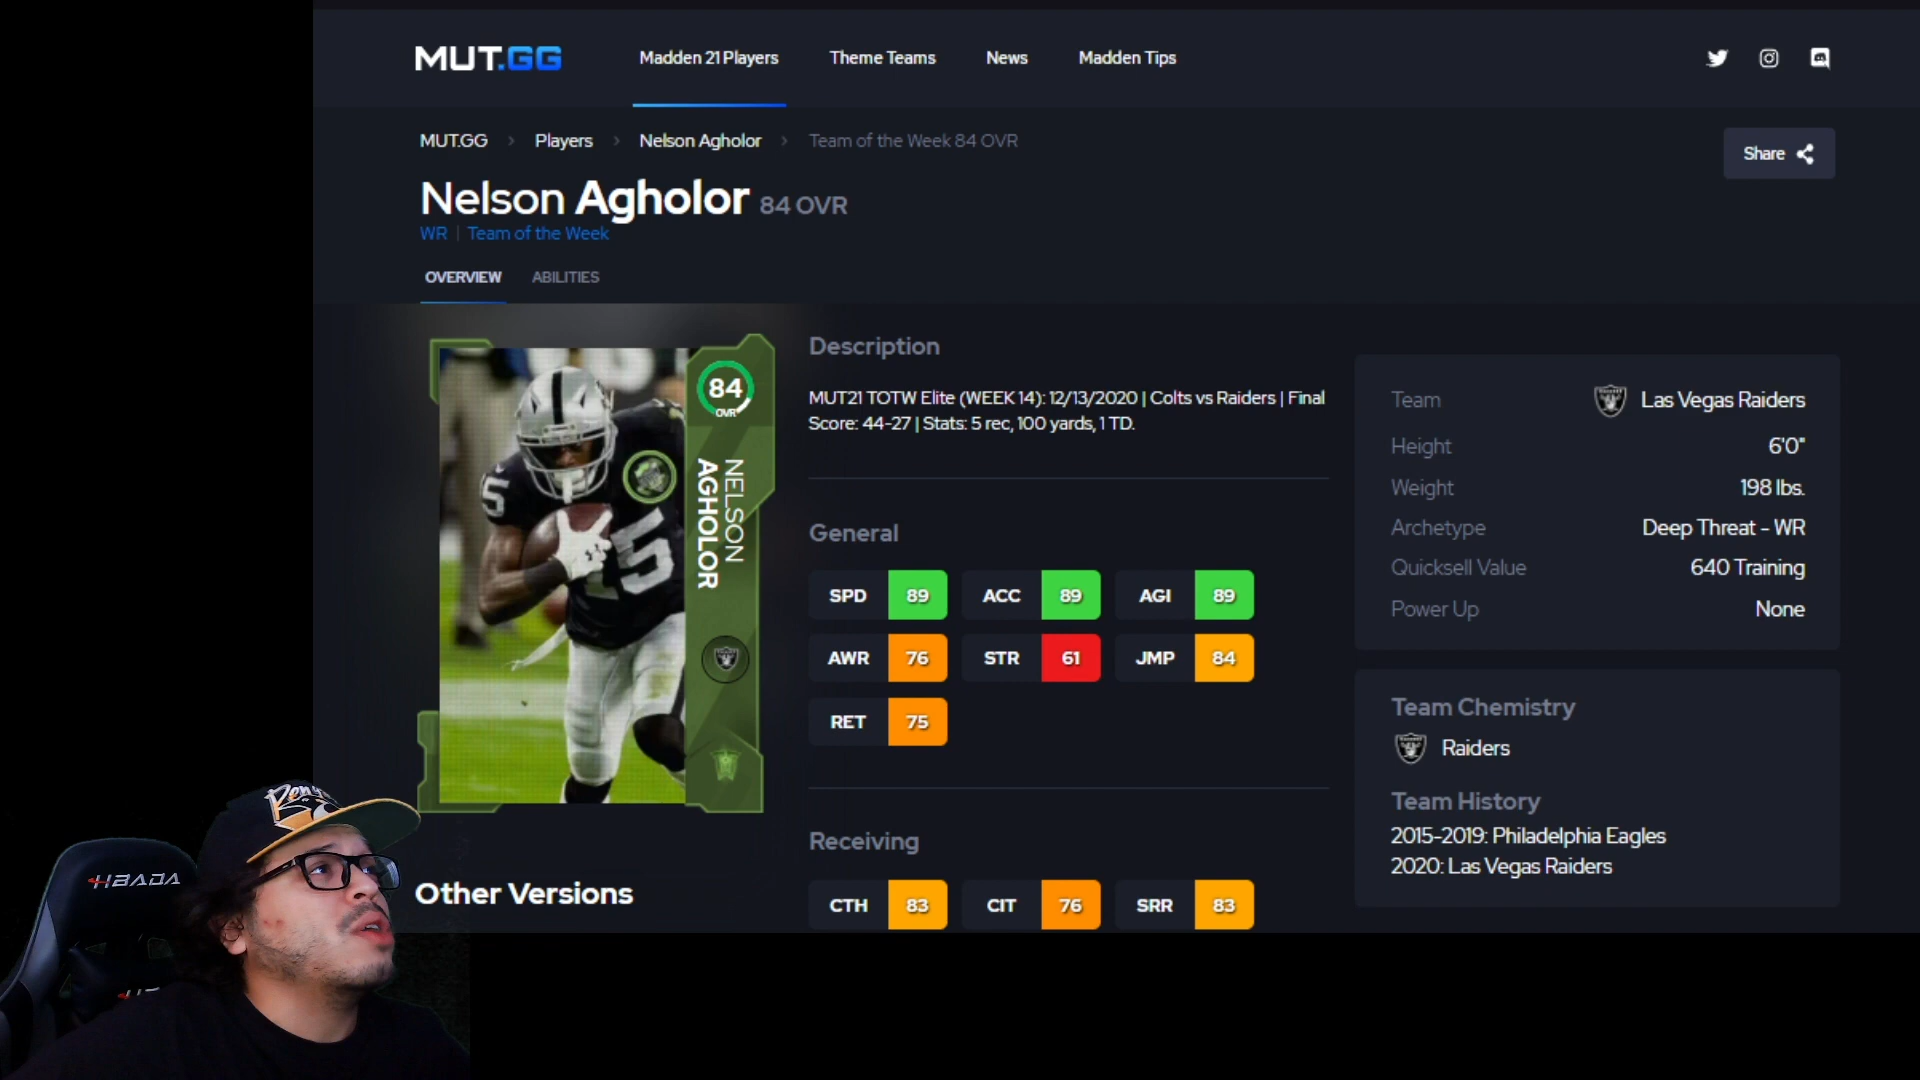 MUT.GG
Madden 21 Players
Theme Teams
News
Madden Tips
MUT.GG > Players > Nelson Agholor > Team of the Week 84 OVR
Share
Nelson Agholor 84 OVR
WR | Team of the Week
OVERVIEW
ABILITIES
84
OVR
NELSON
AGHOLOR
5
15
Description
MUT21 TOTW Elite (WEEK 14): 12/13/2020 | Colts vs Raiders | Final
Score: 44-27 | Stats: 5 rec, 100 yards, 1 TD.
General
SPD 89 ACC 89 AGI 89
AWR 76 STR 61 JMP 84
RET 75
Receiving
CTH 83 CIT 76 SRR 83
Team Las Vegas Raiders
Height 6'0"
Weight 198 lbs.
Archetype Deep Threat - WR
Quicksell Value 640 Training
Power Up None
Team Chemistry
Raiders
Team History
2015-2019: Philadelphia Eagles
2020: Las Vegas Raiders
Other Versions
HBADA